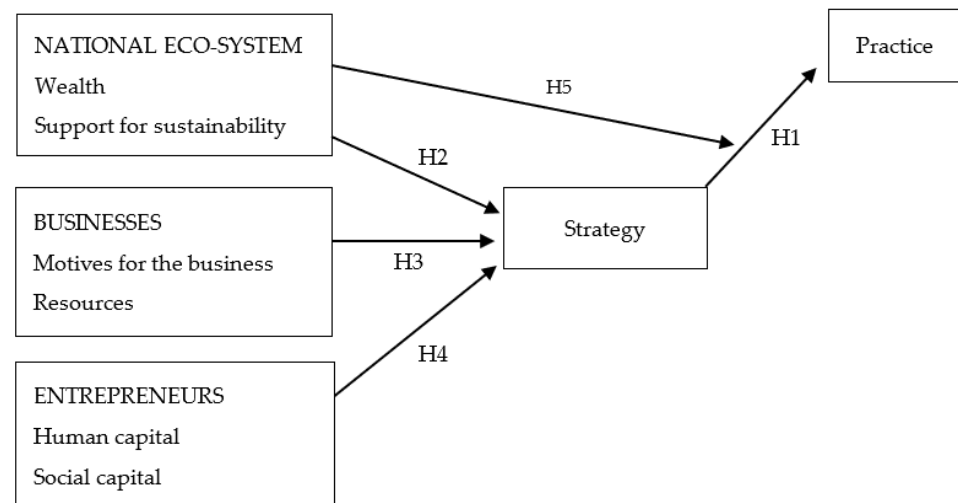 NATIONAL ECO-SYSTEM
Wealth
Support for sustainability
Practice
H5
H1
H2
BUSINESSES
Motives for the business
Resources
Strategy
H3
H4
ENTREPRENEURS
Human capital
Social capital